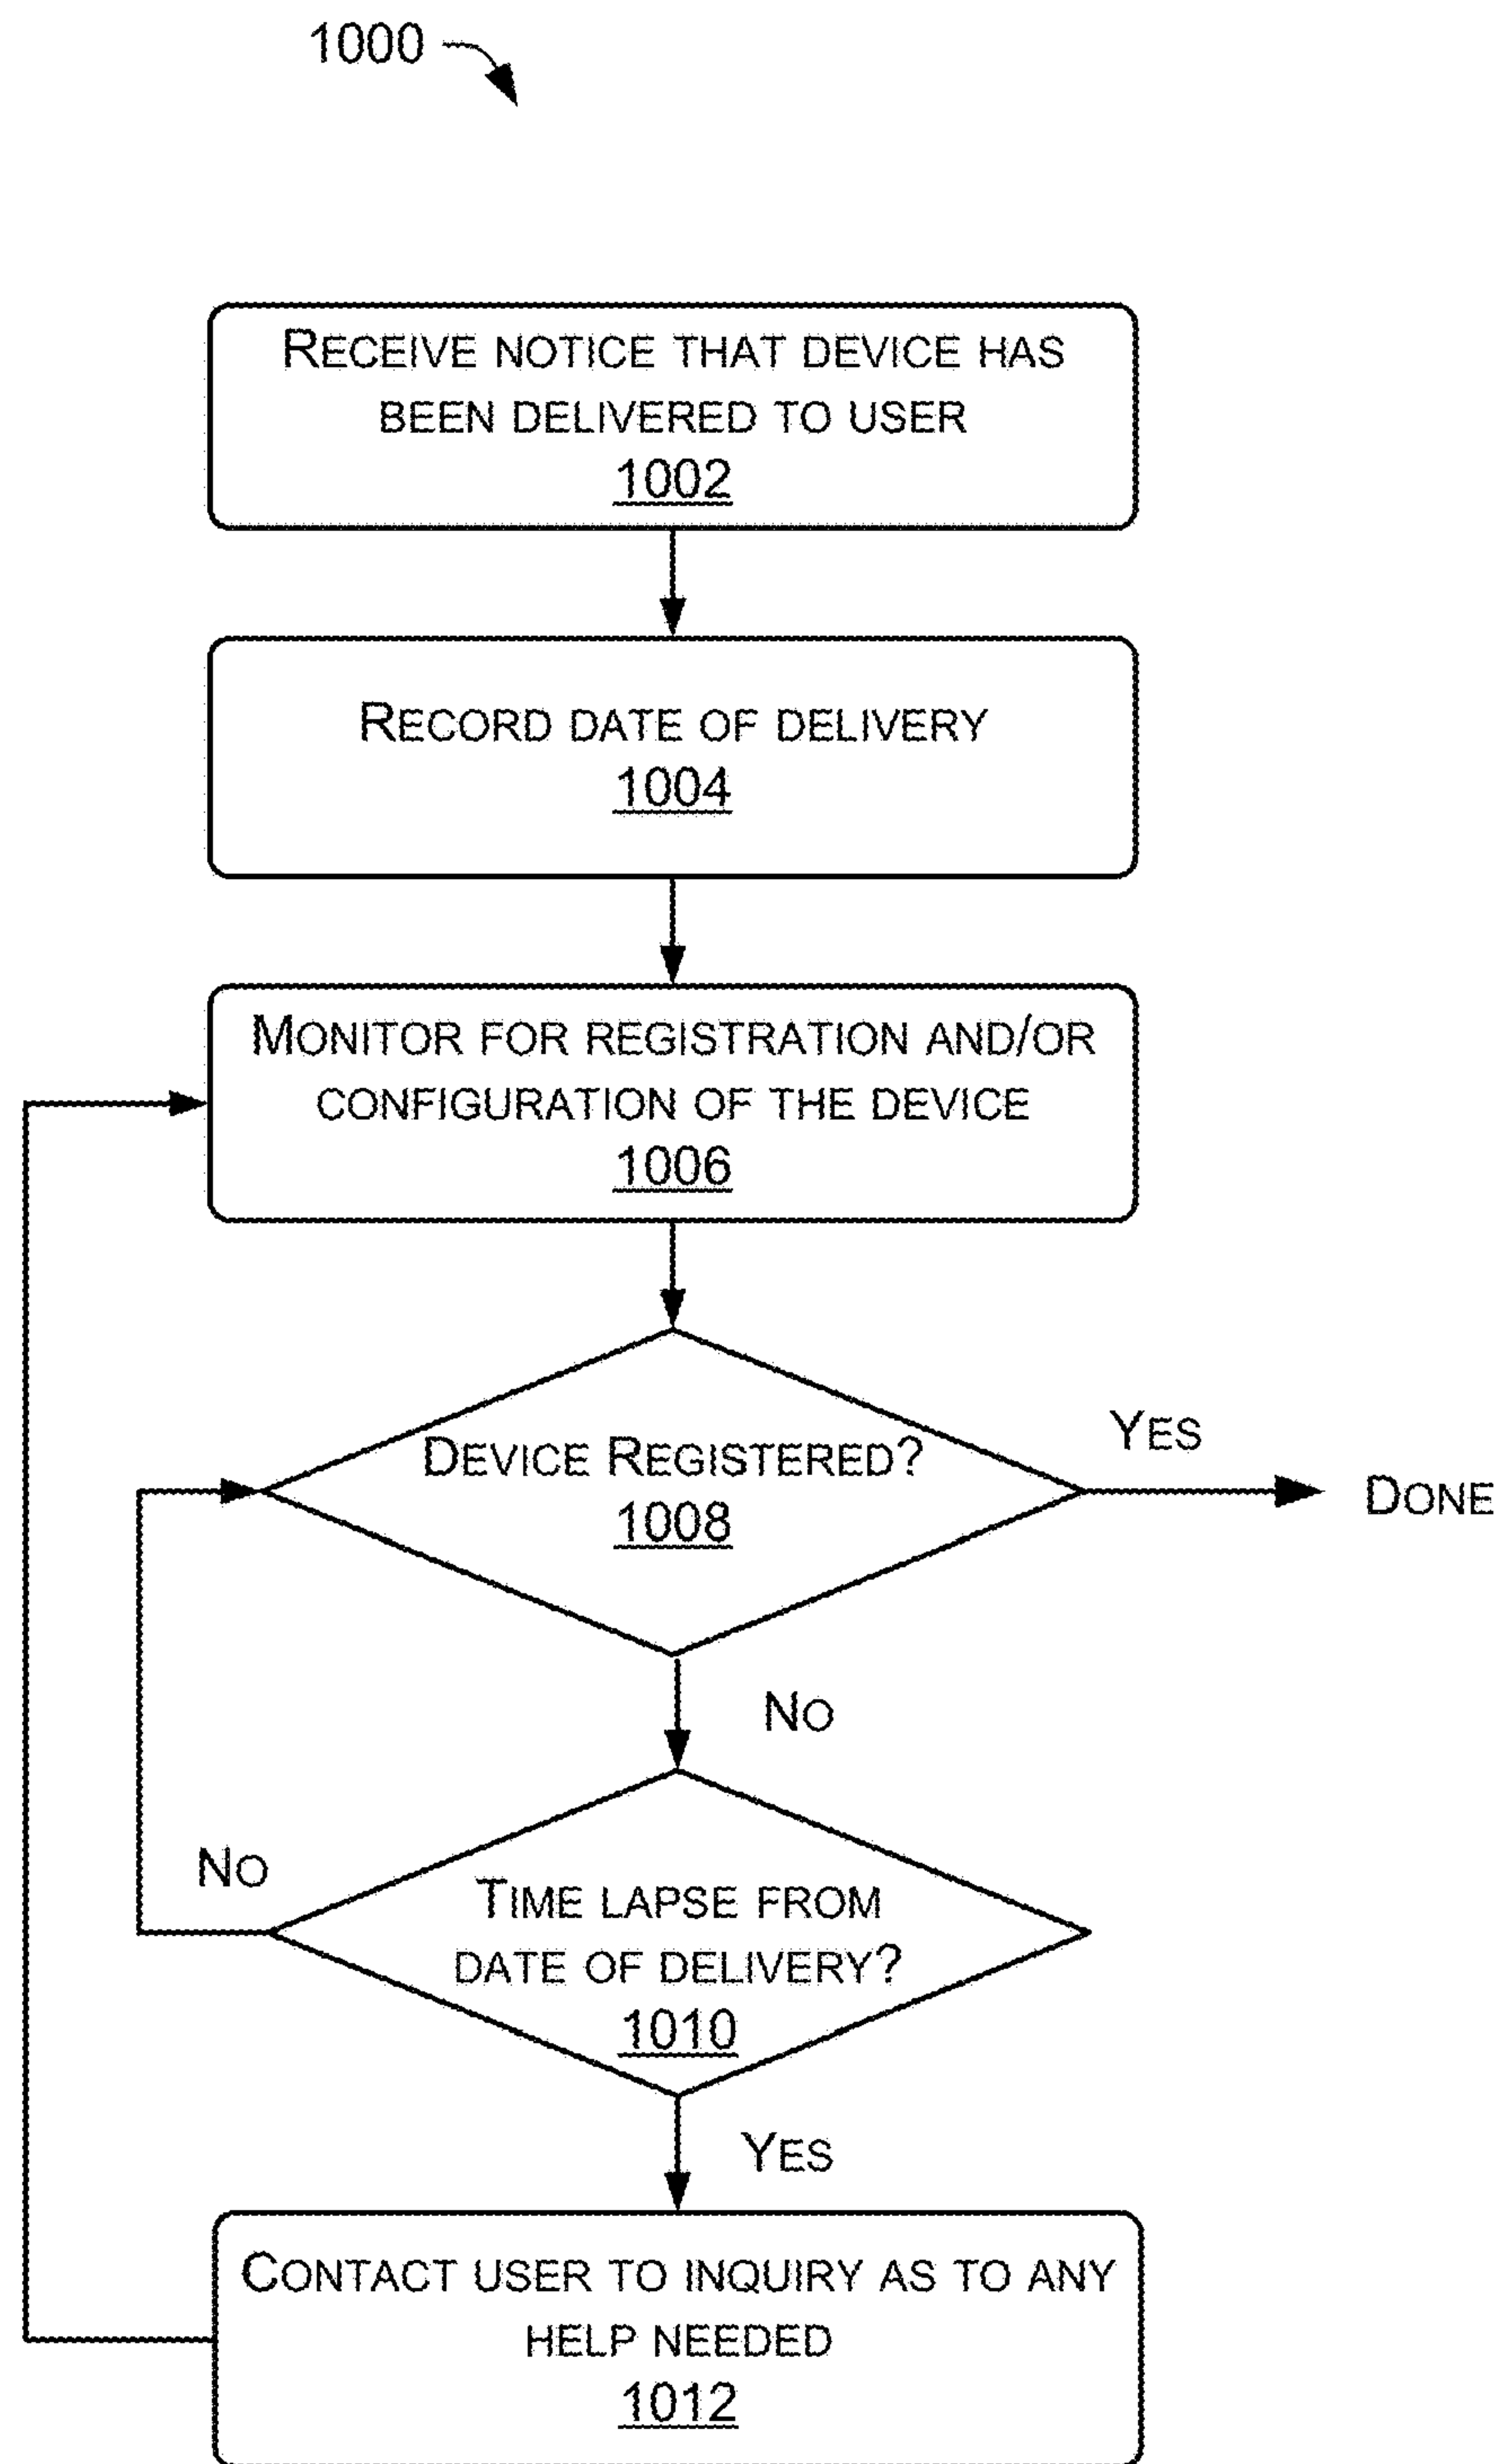 1000
RECEIVE NOTICE THAT DEVICE HAS
BEEN DELIVERED TO USER
1002
RECORD DATE OF DELIVERY
1004
MONITOR FOR REGISTRATION AND/OR
CONFIGURATION OF THE DEVICE
1006
DEVICE REGISTERED?
1008
YES
DONE
NO
TIME LAPSE FROM
DATE OF DELIVERY?
1010
NO
YES
CONTACT USER TO INQUIRY AS TO ANY
HELP NEEDED
1012